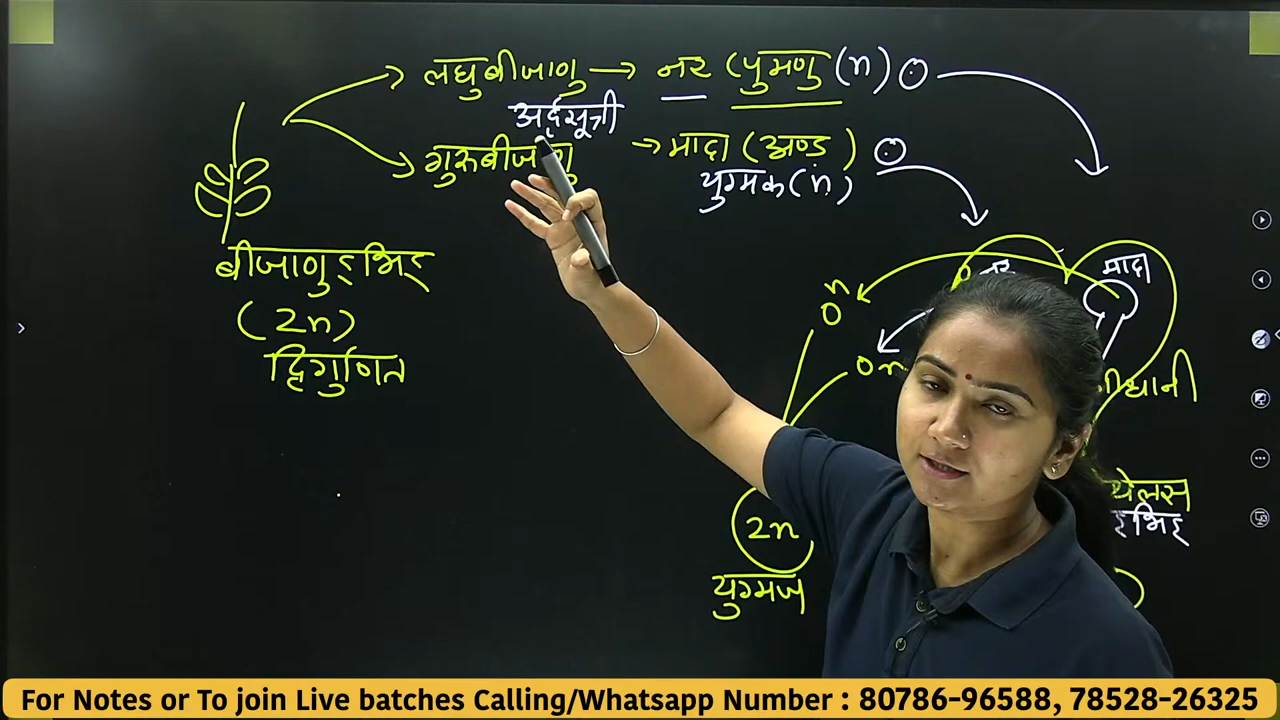 लघुबीजाणु → नर (पुमणु (n)
अर्द्धसूत्री
गुरूबीजाणु → मादा (अण्ड)
युग्मक (n)
बीजाणुद्भिद्
(2n)
द्विगुणित
n
नर
मादा
n
2n
युग्मज
For Notes or To join Live batches Calling/Whatsapp Number : 80786-96588, 78528-26325